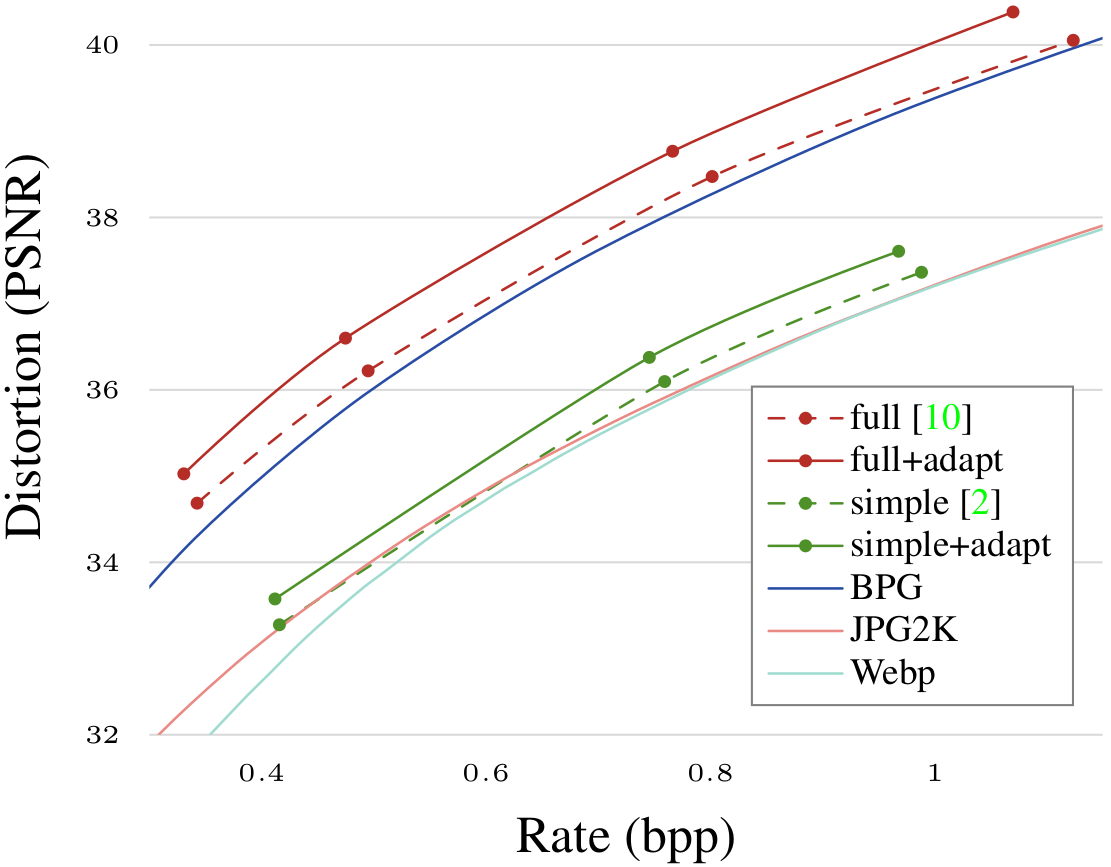 Distortion (PSNR)
40
38
36
34
32
full [10]
full+adapt
simple [2]
simple+adapt
BPG
JPG2K
Webp
0.4 0.6 0.8 1
Rate (bpp)